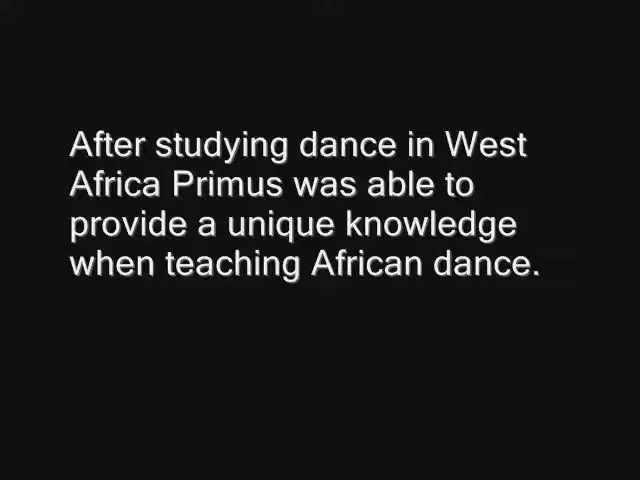 After studying dance in West
Africa Primus was able to
provide a unique knowledge
when teaching African dance.